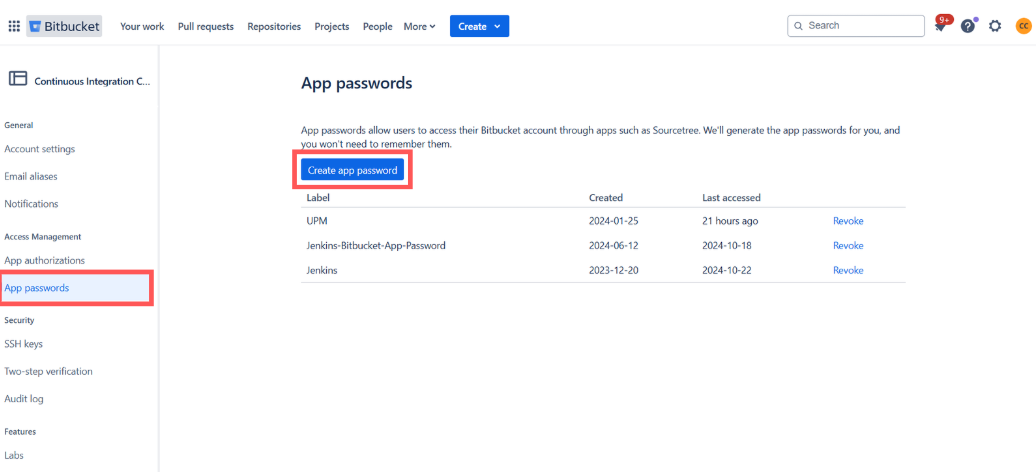 Bitbucket Your work Pull requests Repositories Projects People More Create Search 9+ ? CC
Continuous Integration C...
General
Account settings
Email aliases
Notifications
Access Management
App authorizations
App passwords
Security
SSH keys
Two-step verification
Audit log
Features
Labs
App passwords
App passwords allow users to access their Bitbucket account through apps such as Sourcetree. We'll generate the app passwords for you, and
you won't need to remember them.
Create app password
Label Created Last accessed
UPM 2024-01-25 21 hours ago Revoke
Jenkins-Bitbucket-App-Password 2024-06-12 2024-10-18 Revoke
Jenkins 2023-12-20 2024-10-22 Revoke